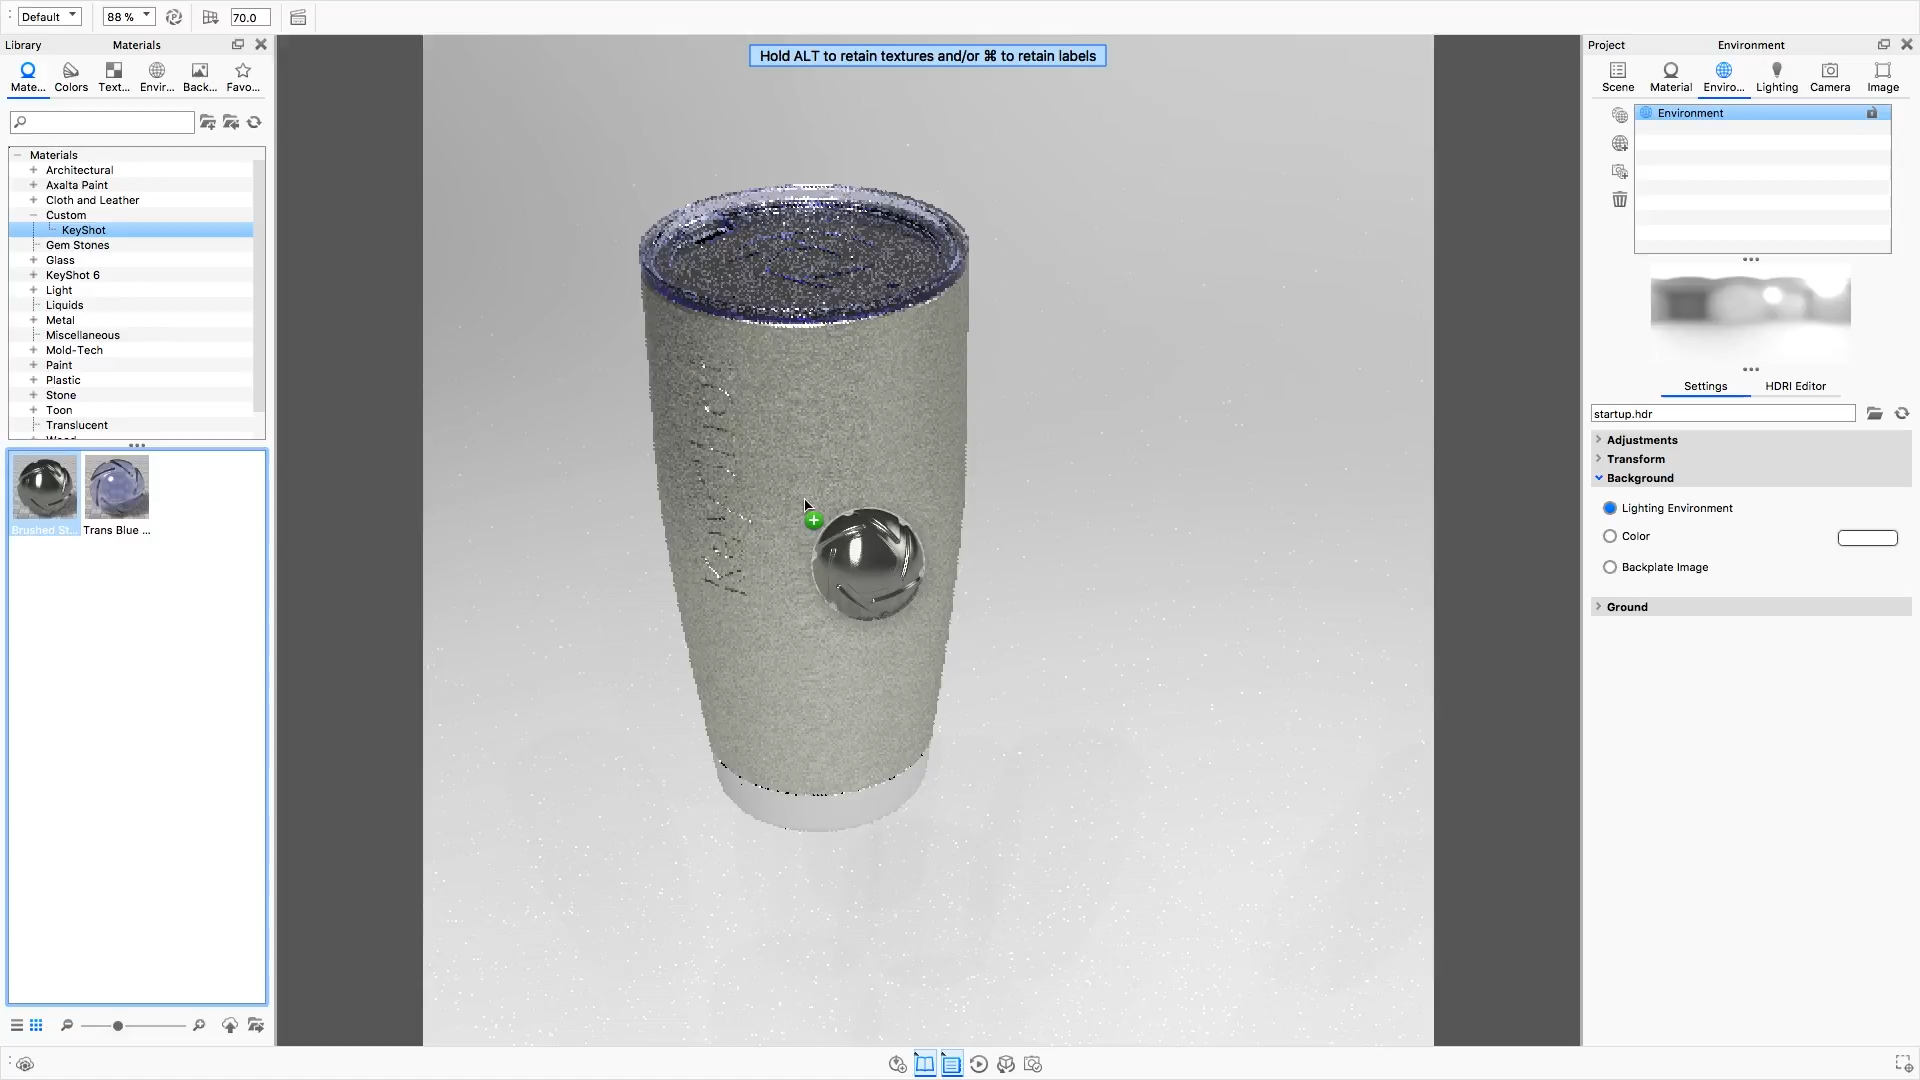 Default 88 % 70.0
Library Materials
Mate... Colors Text... Envir... Back... Favo...
Materials
Architectural
Axalta Paint
Cloth and Leather
Custom
KeyShot
Gem Stones
Glass
KeyShot 6
Light
Liquids
Metal
Miscellaneous
Mold-Tech
Paint
Plastic
Stone
Toon
Translucent
Brushed St... Trans Blue ...
Hold ALT to retain textures and/or ⌘ to retain labels
Project Environment
Scene Material Enviro... Lighting Camera Image
Environment
Settings HDRI Editor
startup.hdr
Adjustments
Transform
Background
Lighting Environment
Color
Backplate Image
Ground